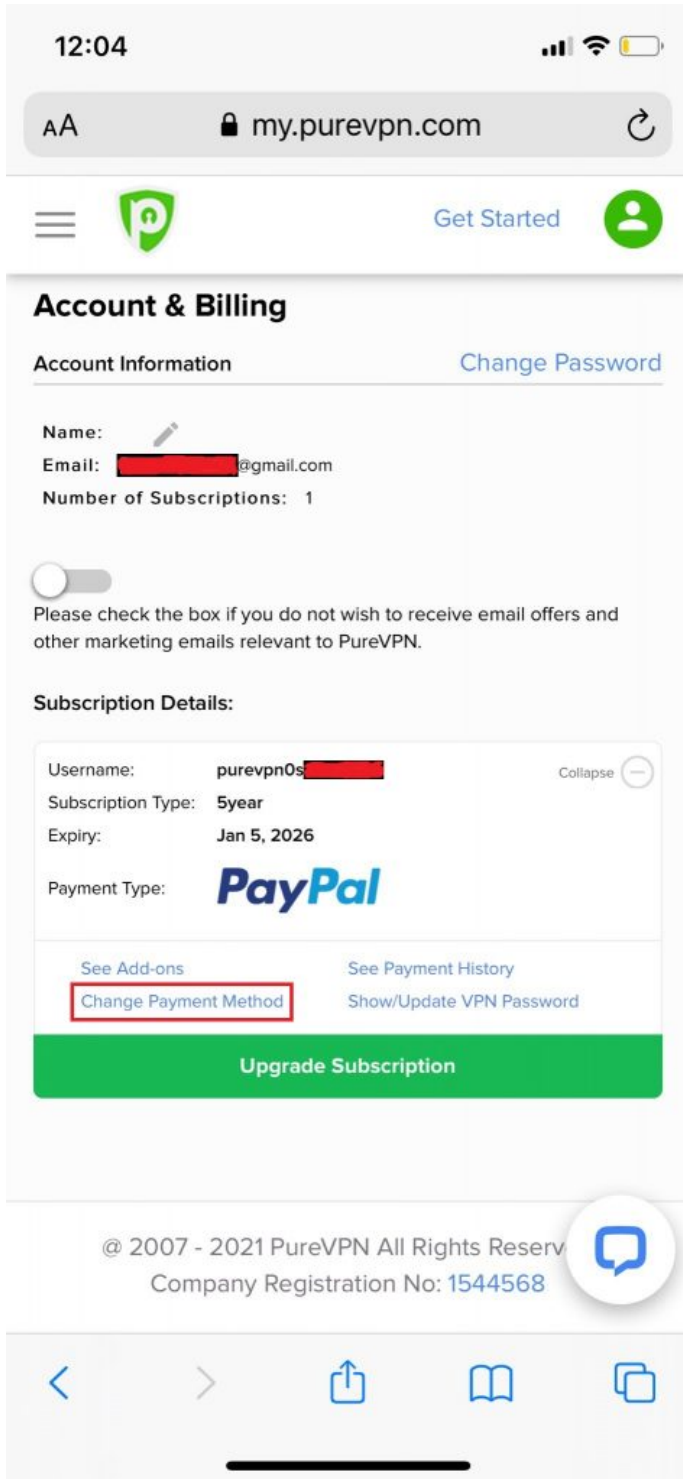 12:04
AA my.purevpn.com
Get Started
Account & Billing
Account Information Change Password
Name:
Email: @gmail.com
Number of Subscriptions: 1
Please check the box if you do not wish to receive email offers and
other marketing emails relevant to PureVPN.
Subscription Details:
Username: purevpn0s Collapse
Subscription Type: 5year
Expiry: Jan 5, 2026
Payment Type: PayPal
See Add-ons See Payment History
Change Payment Method Show/Update VPN Password
Upgrade Subscription
@ 2007 - 2021 PureVPN All Rights Reserv
Company Registration No: 1544568